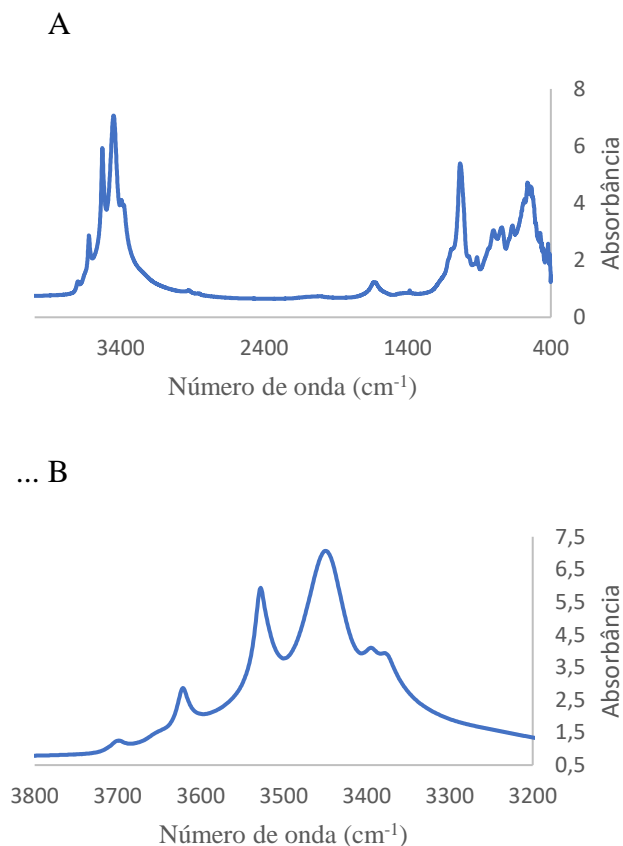 A
8
6
4
2
0
Absorbância
3400 2400 1400 400
Número de onda (cm-1)
... B
7,5
6,5
5,5
4,5
3,5
2,5
1,5
0,5
Absorbância
3800 3700 3600 3500 3400 3300 3200
Número de onda (cm-1)